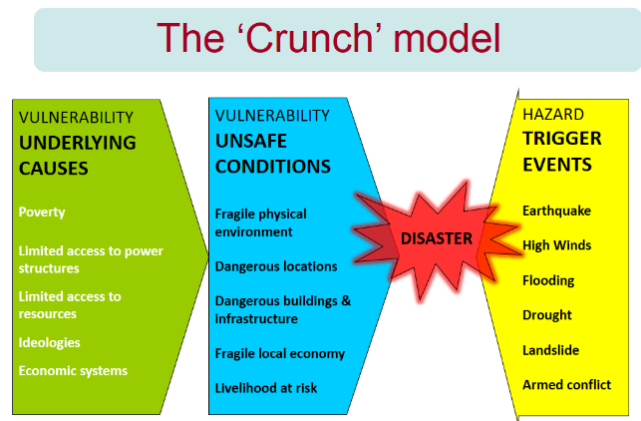 The ‘Crunch’ model
VULNERABILITY
UNDERLYING
CAUSES
Poverty
Limited access to power
structures
Limited access to
resources
Ideologies
Economic systems
VULNERABILITY
UNSAFE
CONDITIONS
Fragile physical
environment
Dangerous locations
Dangerous buildings &
infrastructure
Fragile local economy
Livelihood at risk
DISASTER
HAZARD
TRIGGER
EVENTS
Earthquake
High Winds
Flooding
Drought
Landslide
Armed conflict